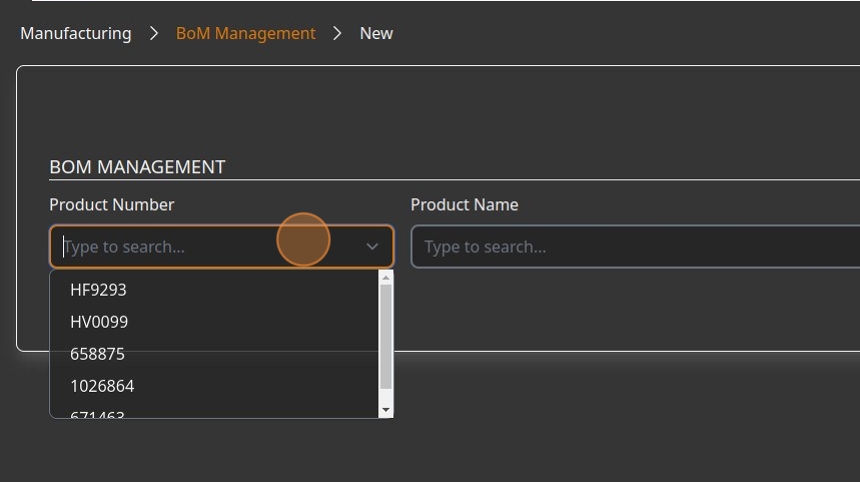 Manufacturing > BoM Management > New
BOM MANAGEMENT
Product Number Product Name
Type to search... Type to search...
HF9293
HV0099
658875
1026864
671463